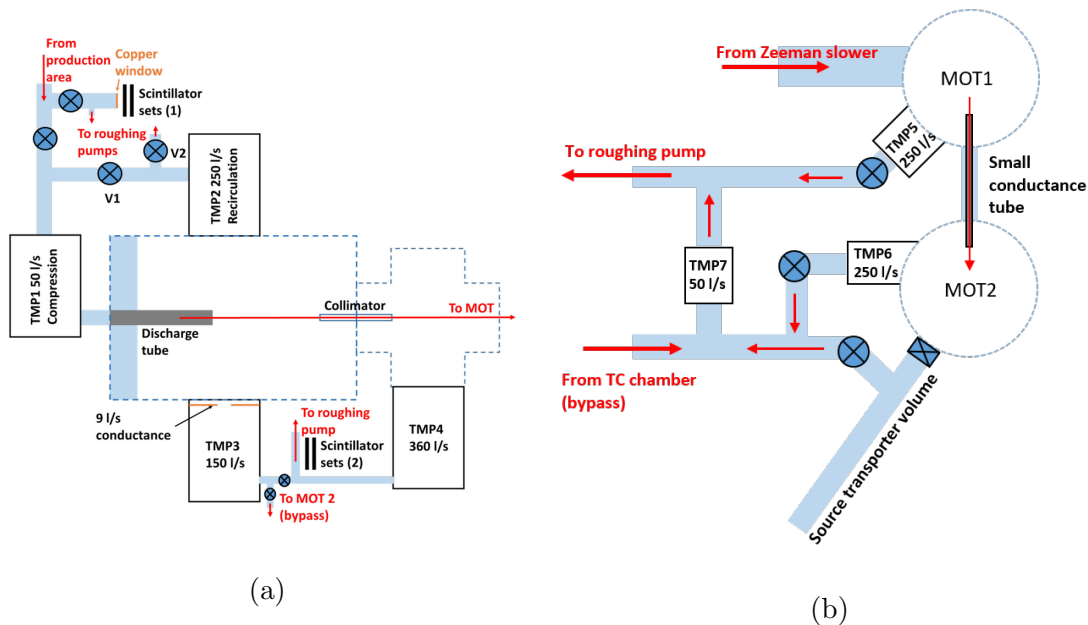 From
production
area
Copper
window
Scintillator
sets (1)
To roughing
pumps
V2
V1
TMP2 250 l/s
Recirculation
TMP1 50 l/s
Compression
Discharge
tube
Collimator
To MOT
9 l/s
conductance
TMP3
150 l/s
To roughing
pump
Scintillator
sets (2)
To MOT 2
(bypass)
TMP4
360 l/s
(a)
From Zeeman slower
MOT1
TMP5
250 l/s
To roughing pump
Small
conductance
tube
TMP7
50 l/s
TMP6
250 l/s
MOT2
From TC chamber
(bypass)
Source transporter volume
(b)